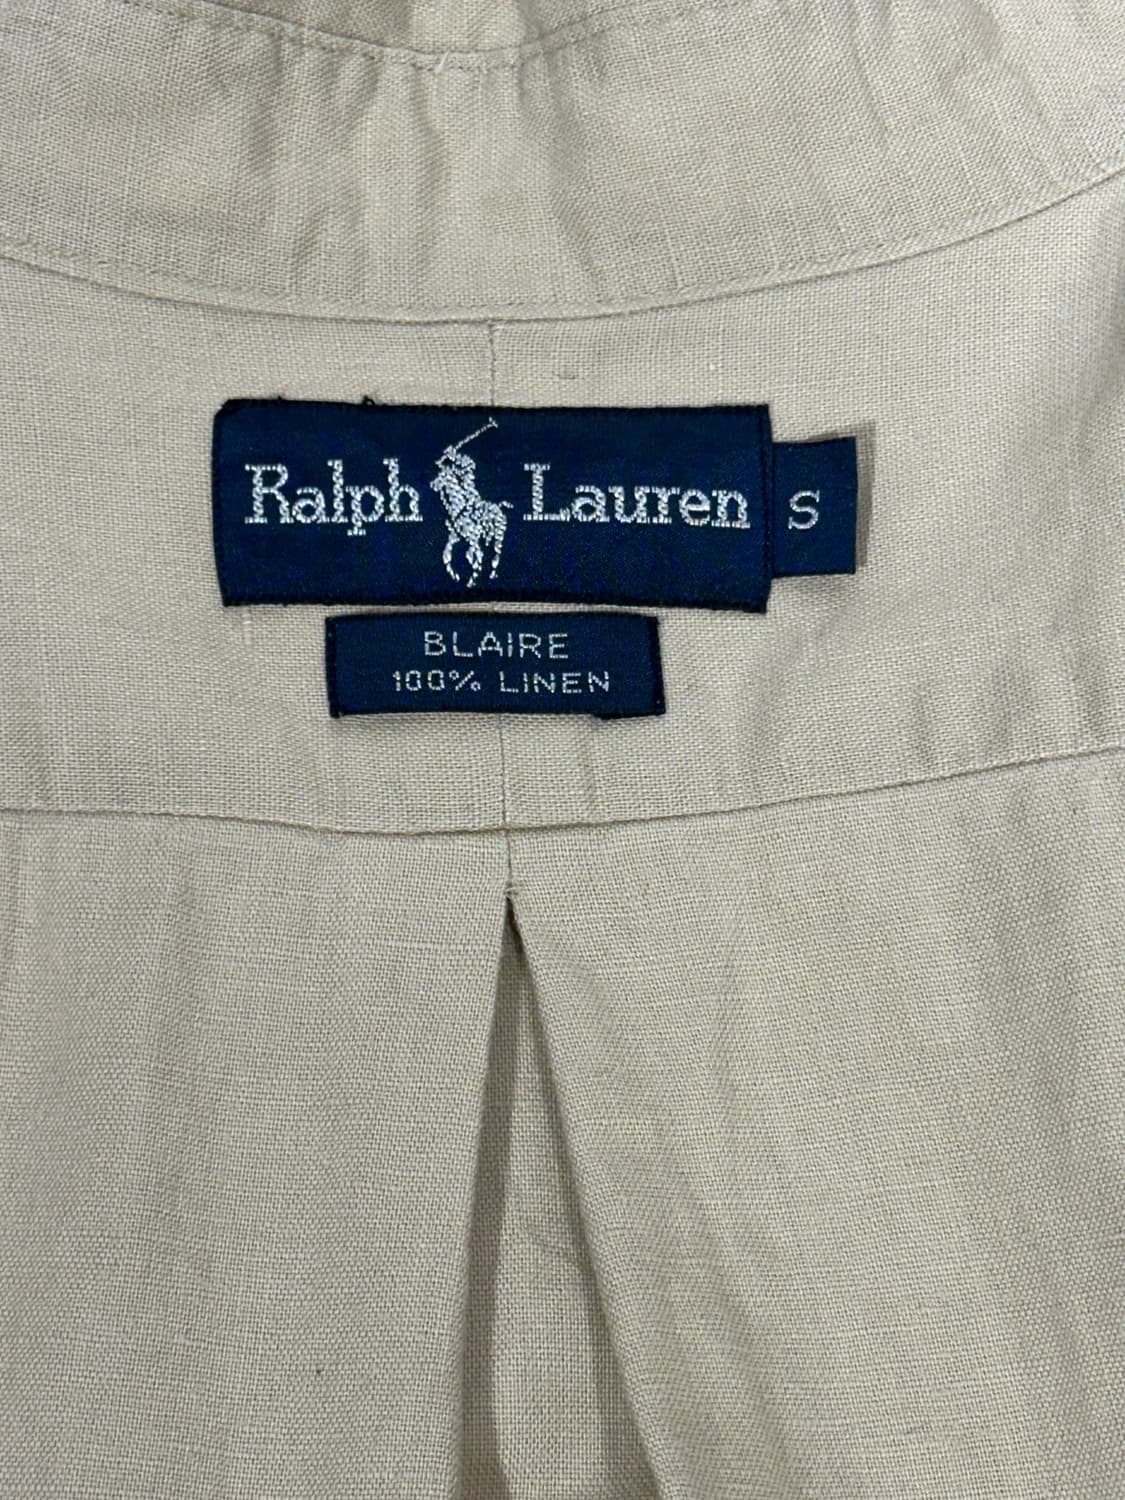 Ralph Lauren S
BLAIRE
100% LINEN